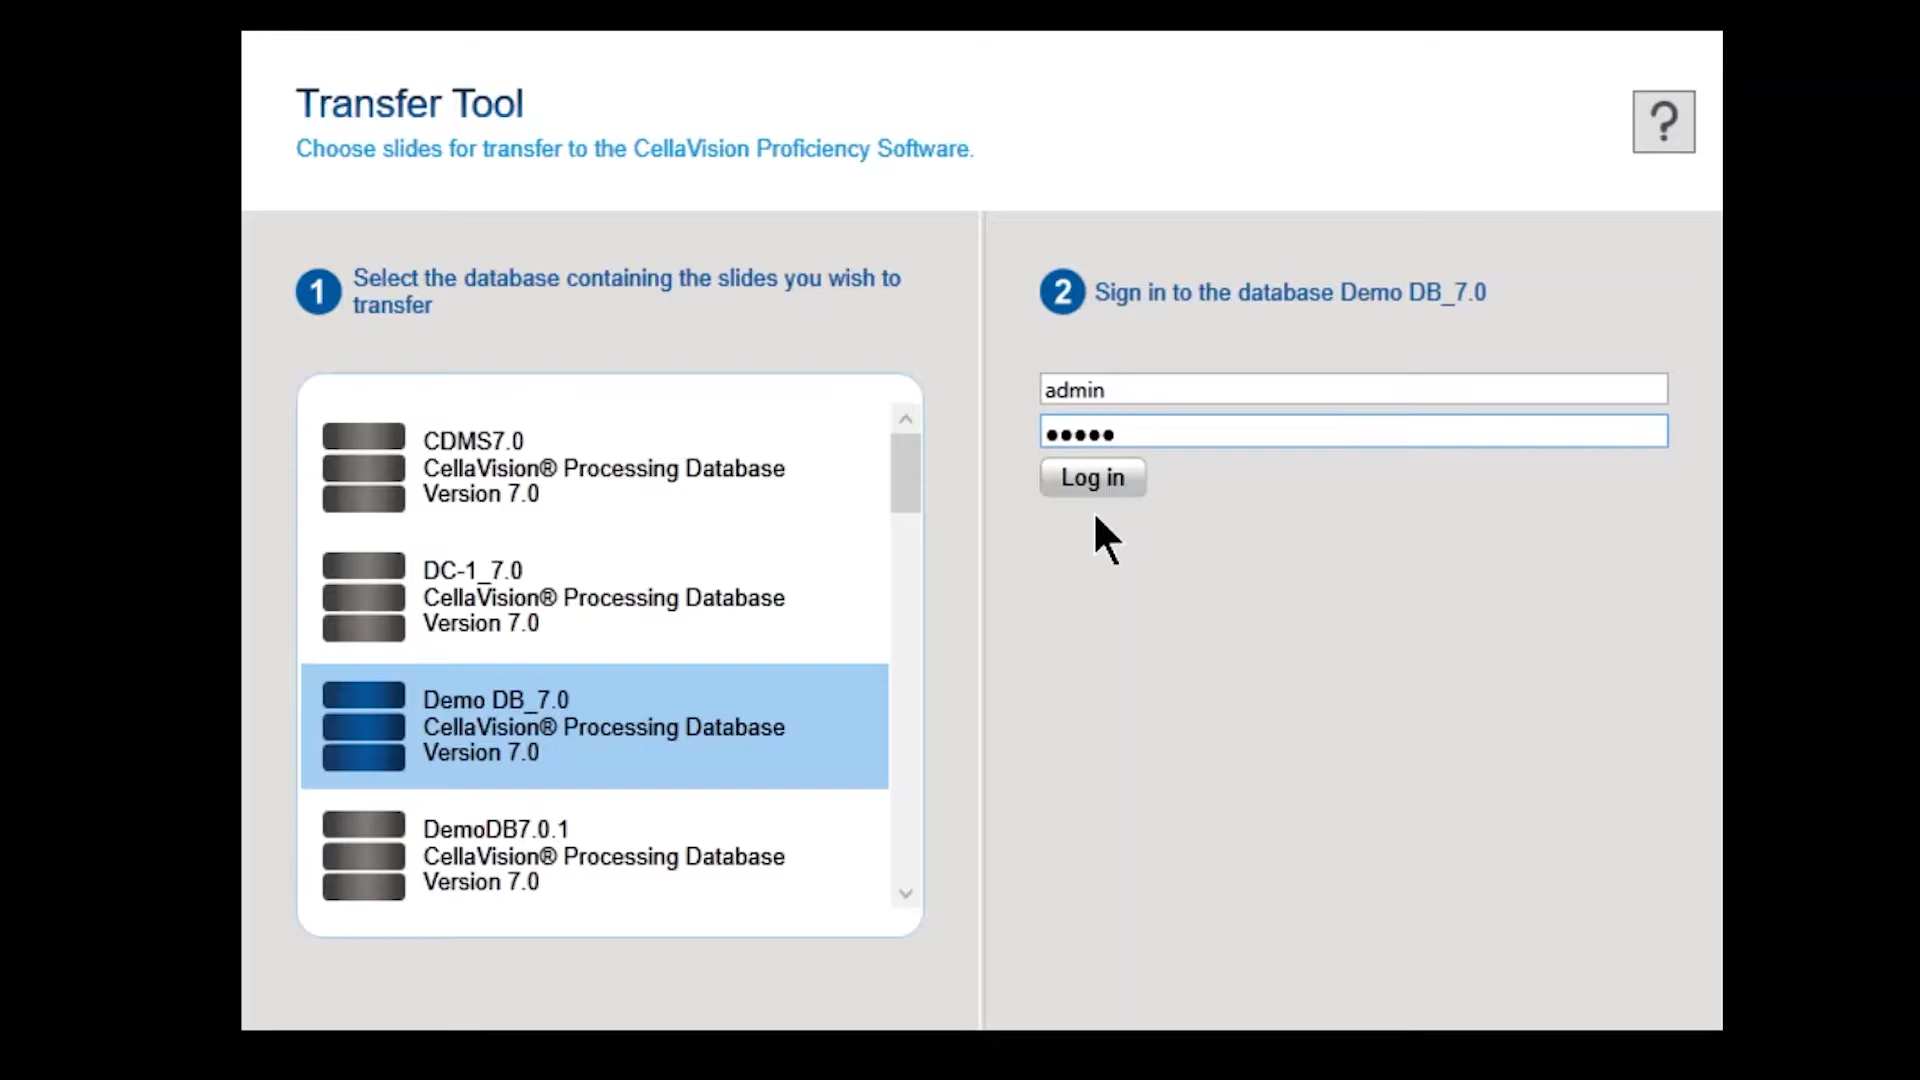 Transfer Tool
Choose slides for transfer to the CellaVision Proficiency Software.
?
1
Select the database containing the slides you wish to
transfer
CDMS7.0
CellaVision® Processing Database
Version 7.0
DC-1_7.0
CellaVision® Processing Database
Version 7.0
Demo DB_7.0
CellaVision® Processing Database
Version 7.0
DemoDB7.0.1
CellaVision® Processing Database
Version 7.0
2
Sign in to the database Demo DB_7.0
admin
●●●●●
Log in